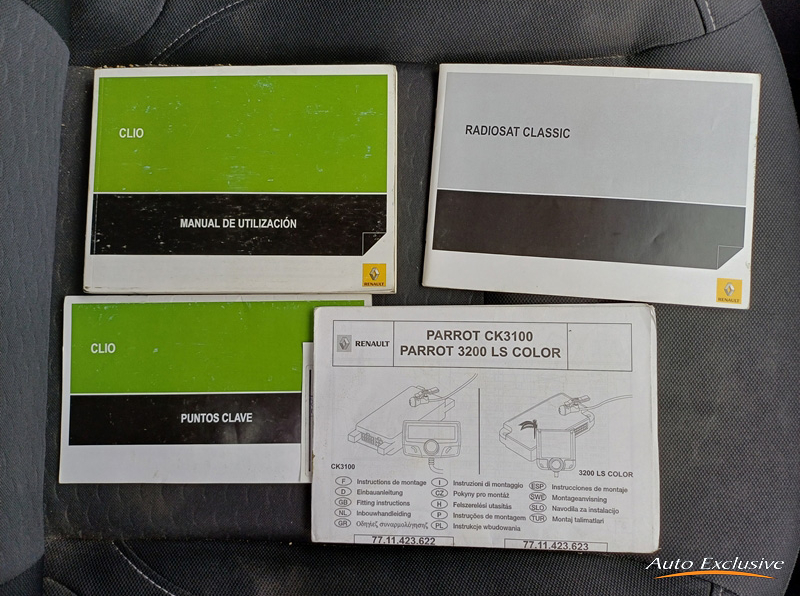 CLIO
MANUAL DE UTILIZACIÓN
RENAULT
RADIOSAT CLASSIC
RENAULT
CLIO
PUNTOS CLAVE
RENAULT
PARROT CK3100
PARROT 3200 LS COLOR
CK3100
3200 LS COLOR
F Instructions de montage
D Einbauanleitung
GB Fitting instructions
NL Inbouwhandleiding
GR Οδηγίες συναρμολόγησης
I Instruzioni di montaggio
CZ Pokyny pro montáž
H Felszerelési utasítás
P Instruções de montagem
PL Instrukcje wbudowania
ESP Instrucciones de montaje
SWE Montageanvisning
SLO Navodila za instalacijo
TUR Montaj talimatlari
77.11.423.622
77.11.423.623
Auto Exclusive